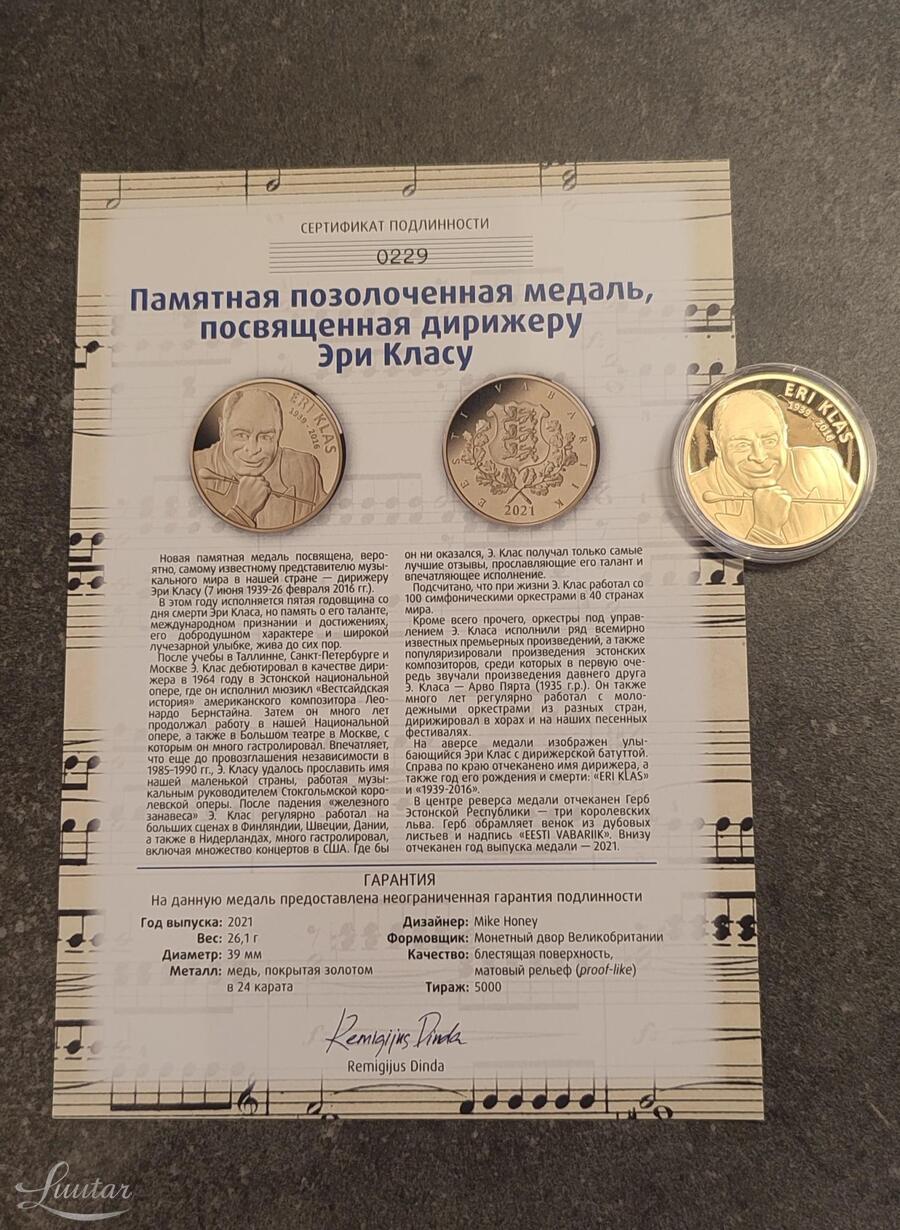 СЕРТИФИКАТ ПОДЛИННОСТИ
0229
Памятная позолоченная медаль,
посвященная дирижеру
Эри Класу
ERI KLAS
1939 - 2016
EESTI VABARIIK
2021
ERI KLAS
1939 - 2016
Новая памятная медаль посвящена, веро-
ятно, самому известному представителю музы-
кального мира в нашей стране — дирижеру
Эри Класу (7 июня 1939-26 февраля 2016 гг.).
В этом году исполняется пятая годовщина со
дня смерти Эри Класа, но память о его таланте,
международном признании и достижениях,
его добродушном характере и широкой
лучезарной улыбке, жива до сих пор.
После учебы в Таллинне, Санкт-Петербурге и
Москве Э. Клас дебютировал в качестве дири-
жера в 1964 году в Эстонской национальной
опере, где он исполнил мюзикл «Вестсайдская
история» американского композитора Лео-
нардо Бернстайна. Затем он много лет
продолжал работу в нашей Национальной
опере, а также в Большом театре в Москве, с
которым он много гастролировал. Впечатляет,
что еще до провозглашения независимости в
1985-1990 гг., Э. Класу удалось прославить имя
нашей маленькой страны, работая музы-
кальным руководителем Стокгольмской коро-
левской оперы. После падения «железного
занавеса» Э. Клас регулярно работал на
больших сценах в Финляндии, Швеции, Дании,
а также в Нидерландах, много гастролировал,
включая множество концертов в США. Где бы
он ни оказался, Э. Клас получал только самые
лучшие отзывы, прославляющие его талант и
впечатляющее исполнение.
Подсчитано, что при жизни Э. Клас работал со
100 симфоническими оркестрами в 40 странах
мира.
Кроме всего прочего, оркестры под управ-
лением Э. Класа исполнили ряд всемирно
известных премьерных произведений, а также
популяризировали произведения эстонских
композиторов, среди которых в первую оче-
редь звучали произведения давнего друга
Э. Класа — Арво Пярта (1935 г.р.). Он также
много лет регулярно работал с моло-
дежными оркестрами из разных стран,
дирижировал в хорах и на наших песенных
фестивалях.
На аверсе медали изображен улы-
бающийся Эри Клас с дирижерской батуттой.
Справа по краю отчеканено имя дирижера, а
также год его рождения и смерти: «ERI KLAS»
и «1939-2016».
В центре реверса медали отчеканен Герб
Эстонской Республики — три королевских
льва. Герб обрамляет венок из дубовых
листьев и надпись «EESTI VABARIIK». Внизу
отчеканен год выпуска медали — 2021.
ГАРАНТИЯ
На данную медаль предоставлена неограниченная гарантия подлинности
Год выпуска: 2021
Вес: 26,1 г
Диаметр: 39 мм
Металл: медь, покрытая золотом
в 24 карата
Дизайнер: Mike Honey
Формовщик: Монетный двор Великобритании
Качество: блестящая поверхность,
матовый рельеф (proof-like)
Тираж: 5000
Remigijus Dinda
Remigijus Dinda
Luutar